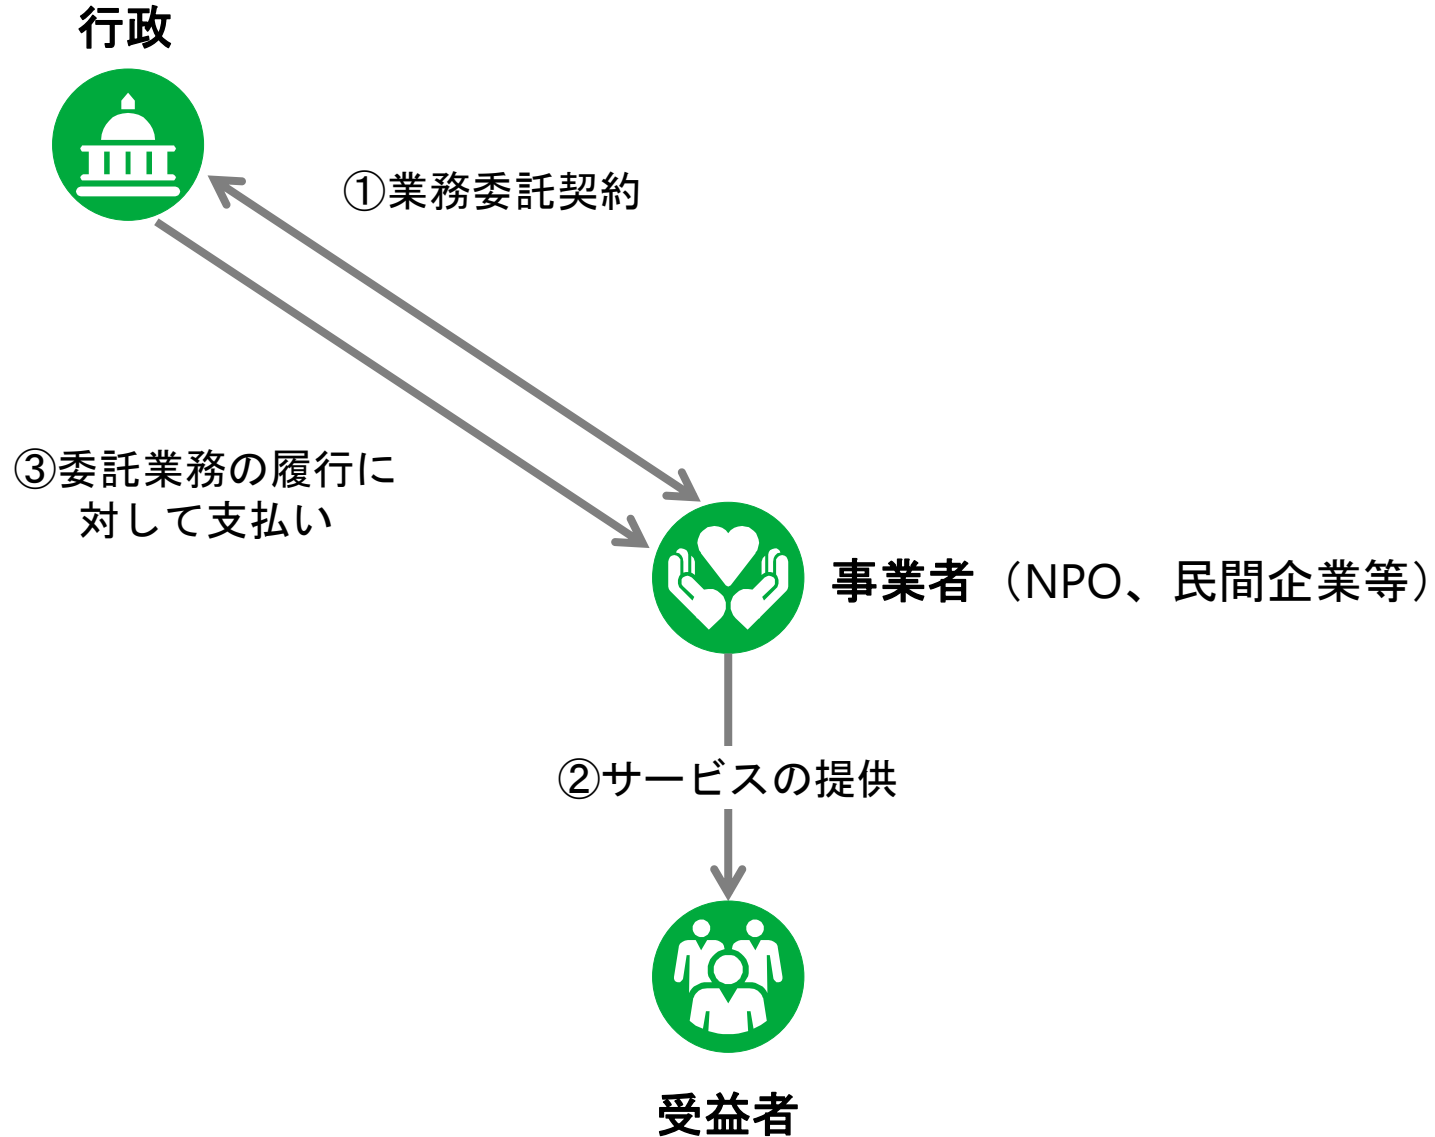 行政
①業務委託契約
③委託業務の履行に
対して支払い
事業者（NPO、民間企業等）
②サービスの提供
受益者